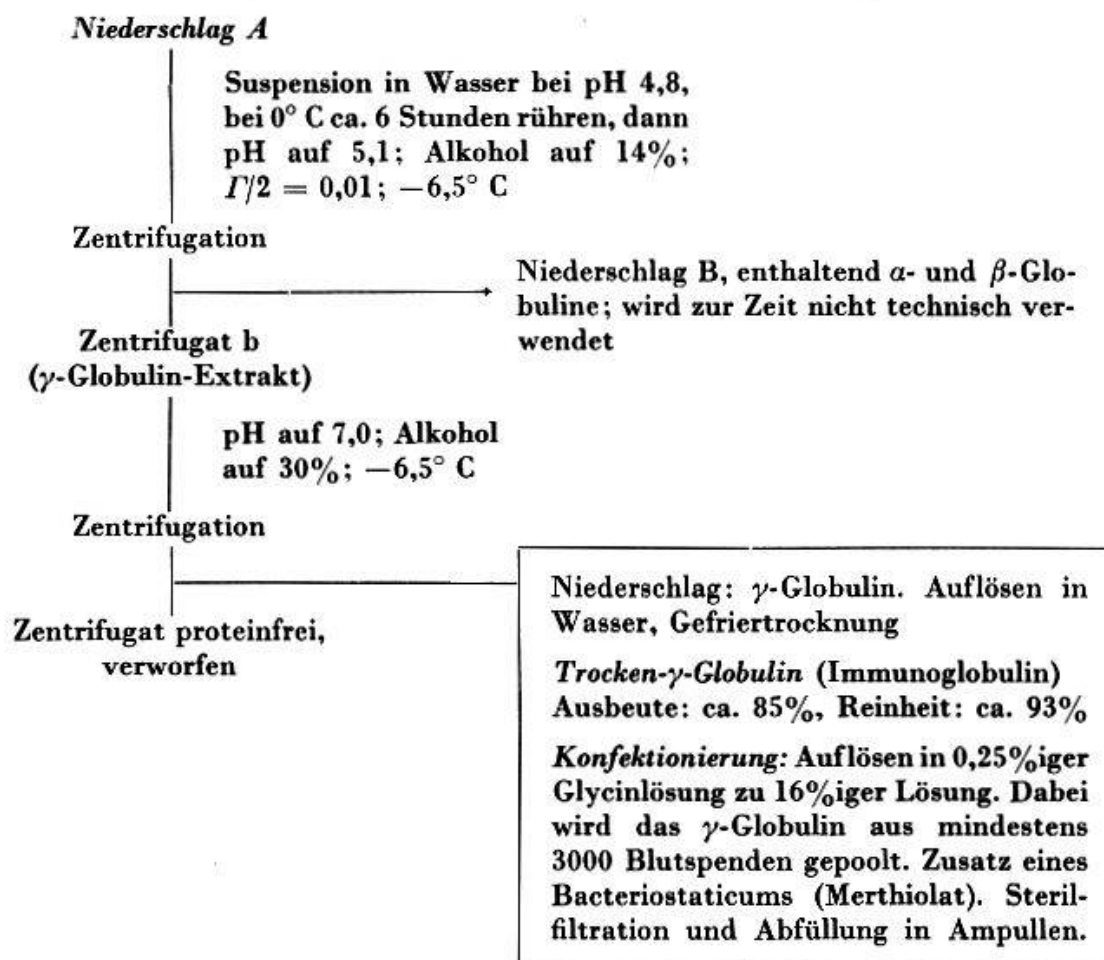 Niederschlag A
Suspension in Wasser bei pH 4,8,
bei 0° C ca. 6 Stunden rühren, dann
pH auf 5,1; Alkohol auf 14%;
Γ/2 = 0,01; —6,5° C
Zentrifugation
Niederschlag B, enthaltend α- und β-Glo-
buline; wird zur Zeit nicht technisch ver-
wendet
Zentrifugat b
(γ-Globulin-Extrakt)
pH auf 7,0; Alkohol
auf 30%; —6,5° C
Zentrifugation
Zentrifugat proteinfrei,
verworfen
Niederschlag: γ-Globulin. Auflösen in
Wasser, Gefriertrocknung
Trocken-γ-Globulin (Immunoglobulin)
Ausbeute: ca. 85%, Reinheit: ca. 93%
Konfektionierung: Auflösen in 0,25%iger
Glycinlösung zu 16%iger Lösung. Dabei
wird das γ-Globulin aus mindestens
3000 Blutspenden gepoolt. Zusatz eines
Bacteriostaticums (Merthiolat). Steril-
filtration und Abfüllung in Ampullen.